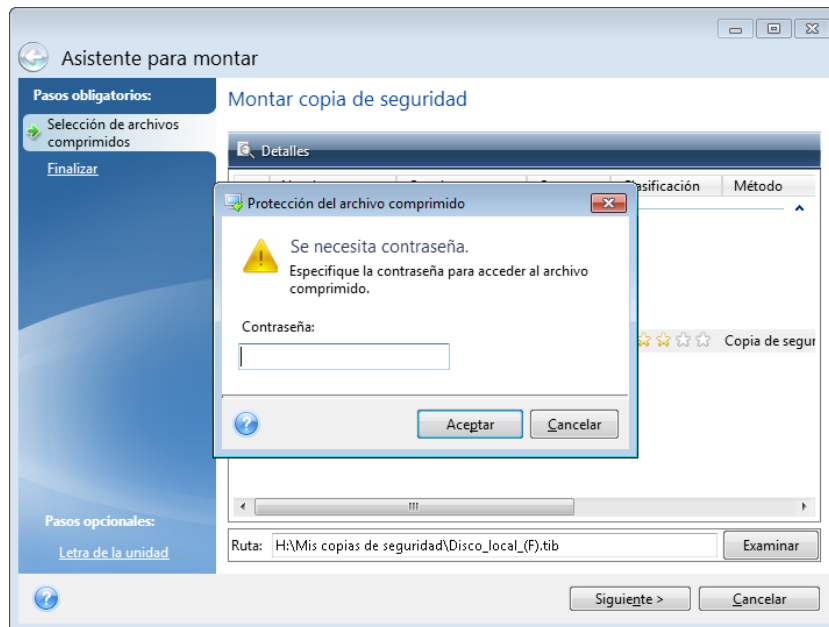 Asistente para montar
Pasos obligatorios:
Selección de archivos
comprimidos
Finalizar
Pasos opcionales:
Letra de la unidad
Montar copia de seguridad
Detalles
Método
Copia de segur
Protección del archivo comprimido
Se necesita contraseña.
Especifique la contraseña para acceder al archivo
comprimido.
Contraseña:
Aceptar
Cancelar
Ruta: H:\Mis copias de seguridad\Disco_local_(F).tib
Examinar
Siguiente >
Cancelar